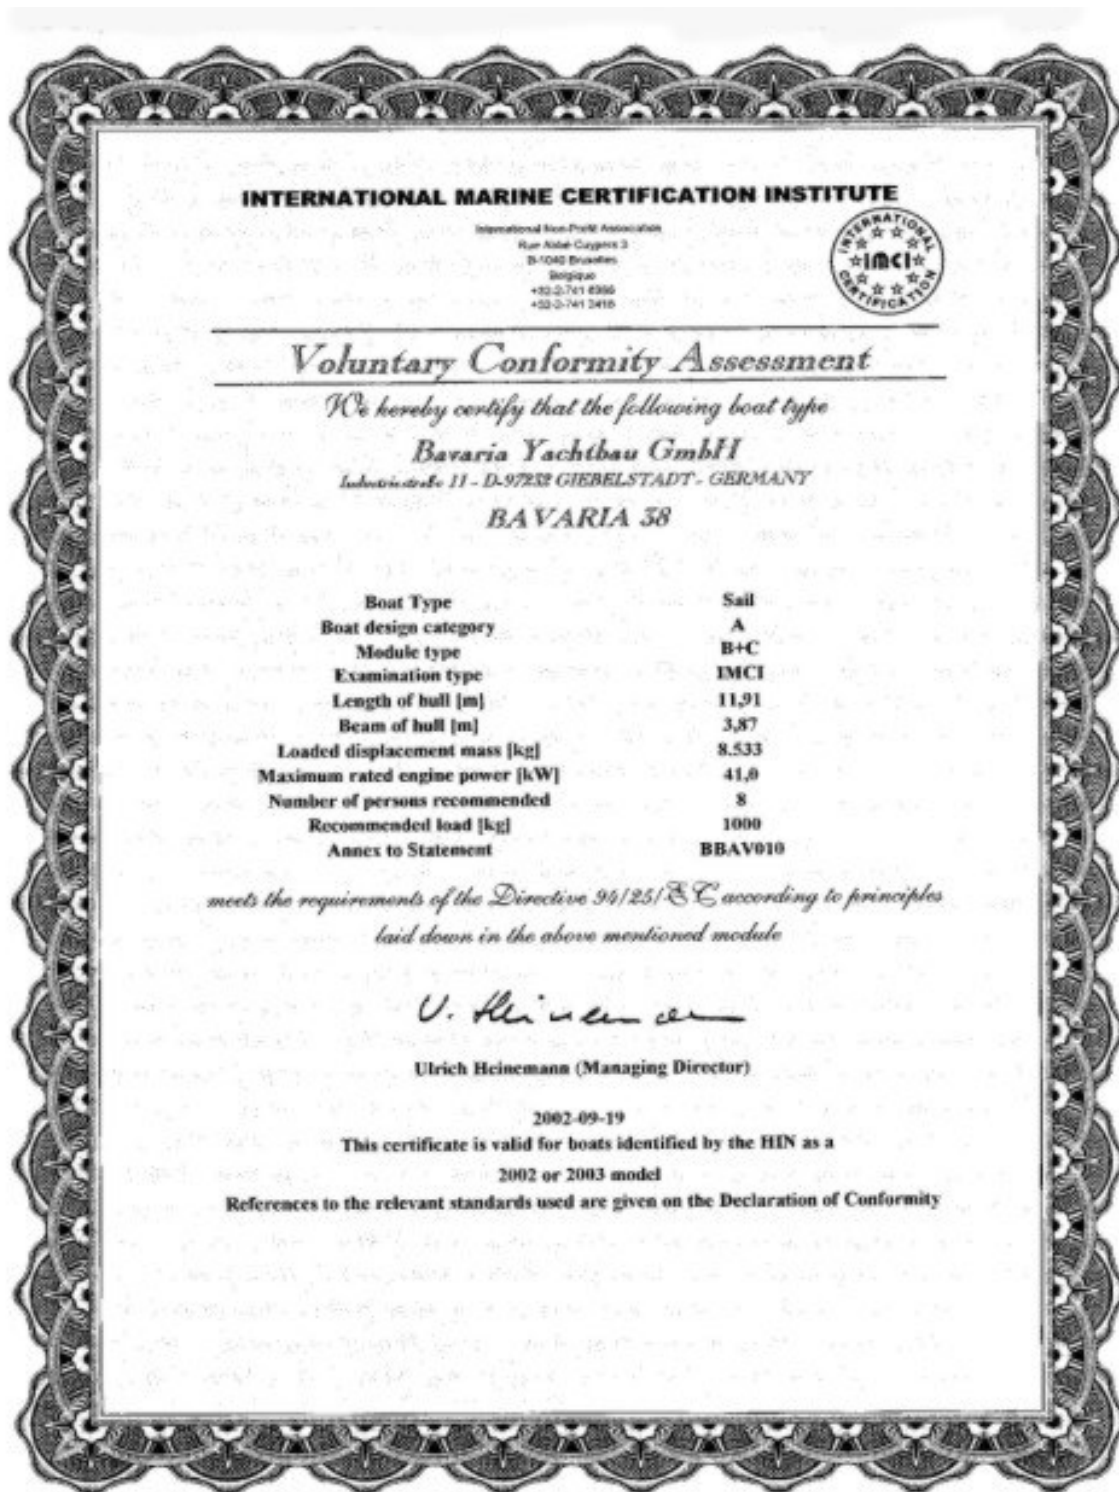 INTERNATIONAL MARINE CERTIFICATION INSTITUTE
International Non-Profit Association
Rue Abbé Cuypers 3
B-1040 Bruxelles
Belgique
+32-2-741
+32-2-741 2418
INTERNATIONAL
IMCI
CERTIFICATION
Voluntary Conformity Assessment
We hereby certify that the following boat type
Bavaria Yachtbau GmbH
Industriestraße 11 - D-97232 GIEBELSTADT - GERMANY
BAVARIA 38
Boat Type Sail
Boat design category A
Module type B+C
Examination type IMCI
Length of hull [m] 11,91
Beam of hull [m] 3,87
Loaded displacement mass [kg] 8.533
Maximum rated engine power [kW] 41,0
Number of persons recommended 8
Recommended load [kg] 1000
Annex to Statement BBAV010
meets the requirements of the Directive 94/25/EC according to principles
laid down in the above mentioned module
U. Heinemann
Ulrich Heinemann (Managing Director)
2002-09-19
This certificate is valid for boats identified by the HIN as a
2002 or 2003 model
References to the relevant standards used are given on the Declaration of Conformity